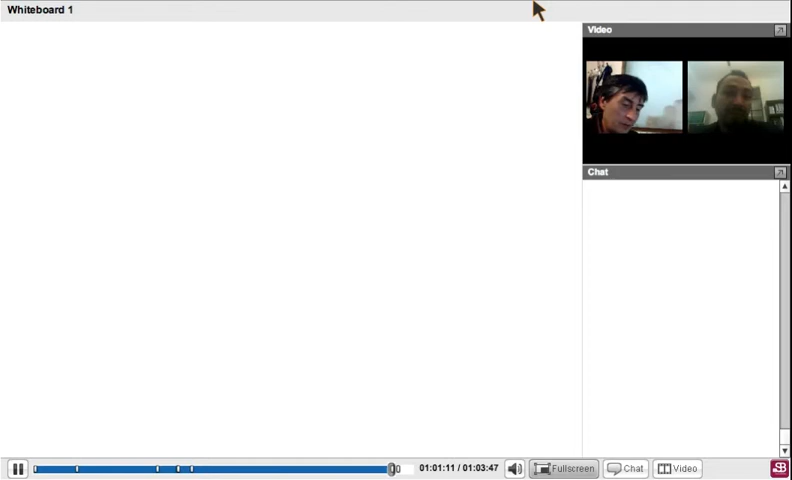 Whiteboard 1
Video
Chat
01:01:11 / 01:03:47
Fullscreen
Chat
Video
SB